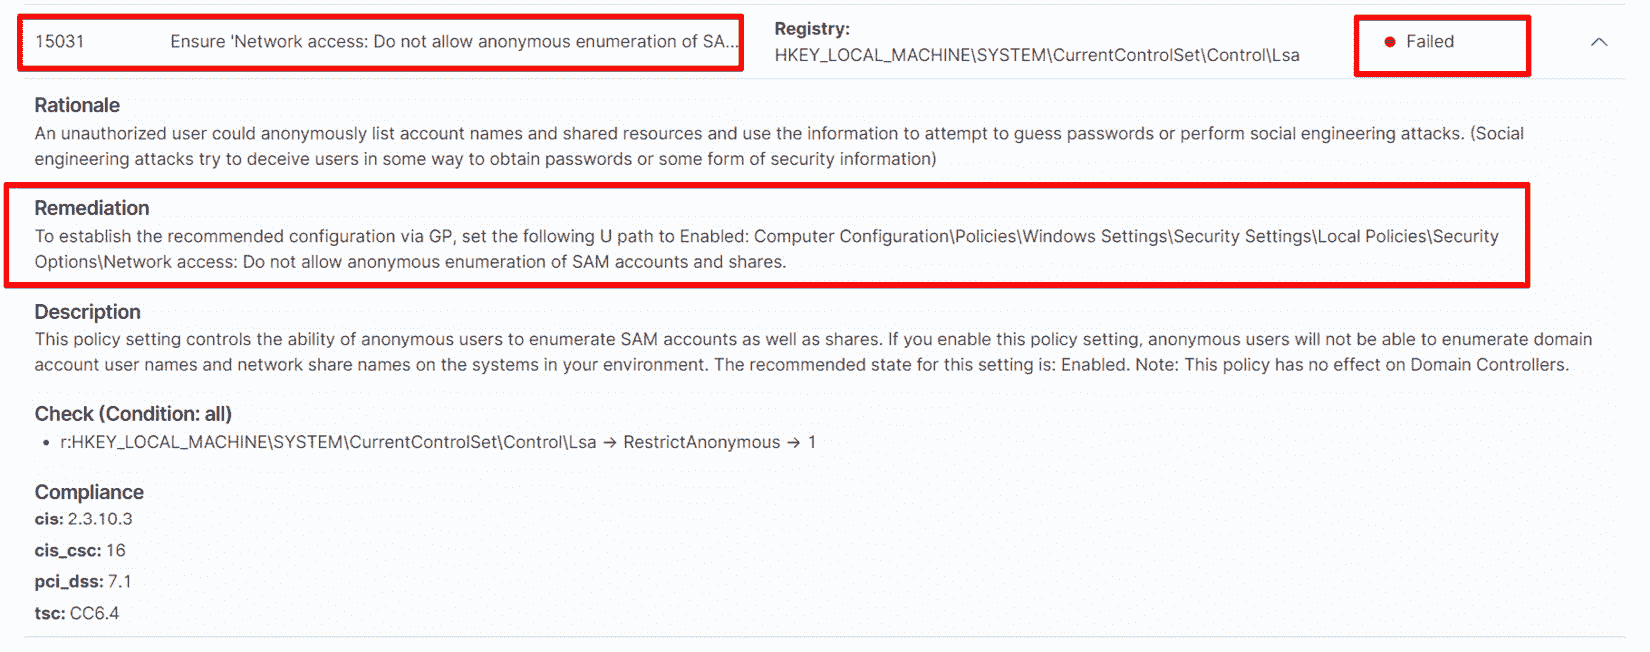 15031 Ensure 'Network access: Do not allow anonymous enumeration of SA...
Registry:
HKEY_LOCAL_MACHINE\SYSTEM\CurrentControlSet\Control\Lsa
Failed
Rationale
An unauthorized user could anonymously list account names and shared resources and use the information to attempt to guess passwords or perform social engineering attacks. (Social
engineering attacks try to deceive users in some way to obtain passwords or some form of security information)
Remediation
To establish the recommended configuration via GP, set the following U path to Enabled: Computer Configuration\Policies\Windows Settings\Security Settings\Local Policies\Security
Options\Network access: Do not allow anonymous enumeration of SAM accounts and shares.
Description
This policy setting controls the ability of anonymous users to enumerate SAM accounts as well as shares. If you enable this policy setting, anonymous users will not be able to enumerate domain
account user names and network share names on the systems in your environment. The recommended state for this setting is: Enabled. Note: This policy has no effect on Domain Controllers.
Check (Condition: all)
• r:HKEY_LOCAL_MACHINE\SYSTEM\CurrentControlSet\Control\Lsa → RestrictAnonymous → 1
Compliance
cis: 2.3.10.3
cis_csc: 16
pci_dss: 7.1
tsc: CC6.4